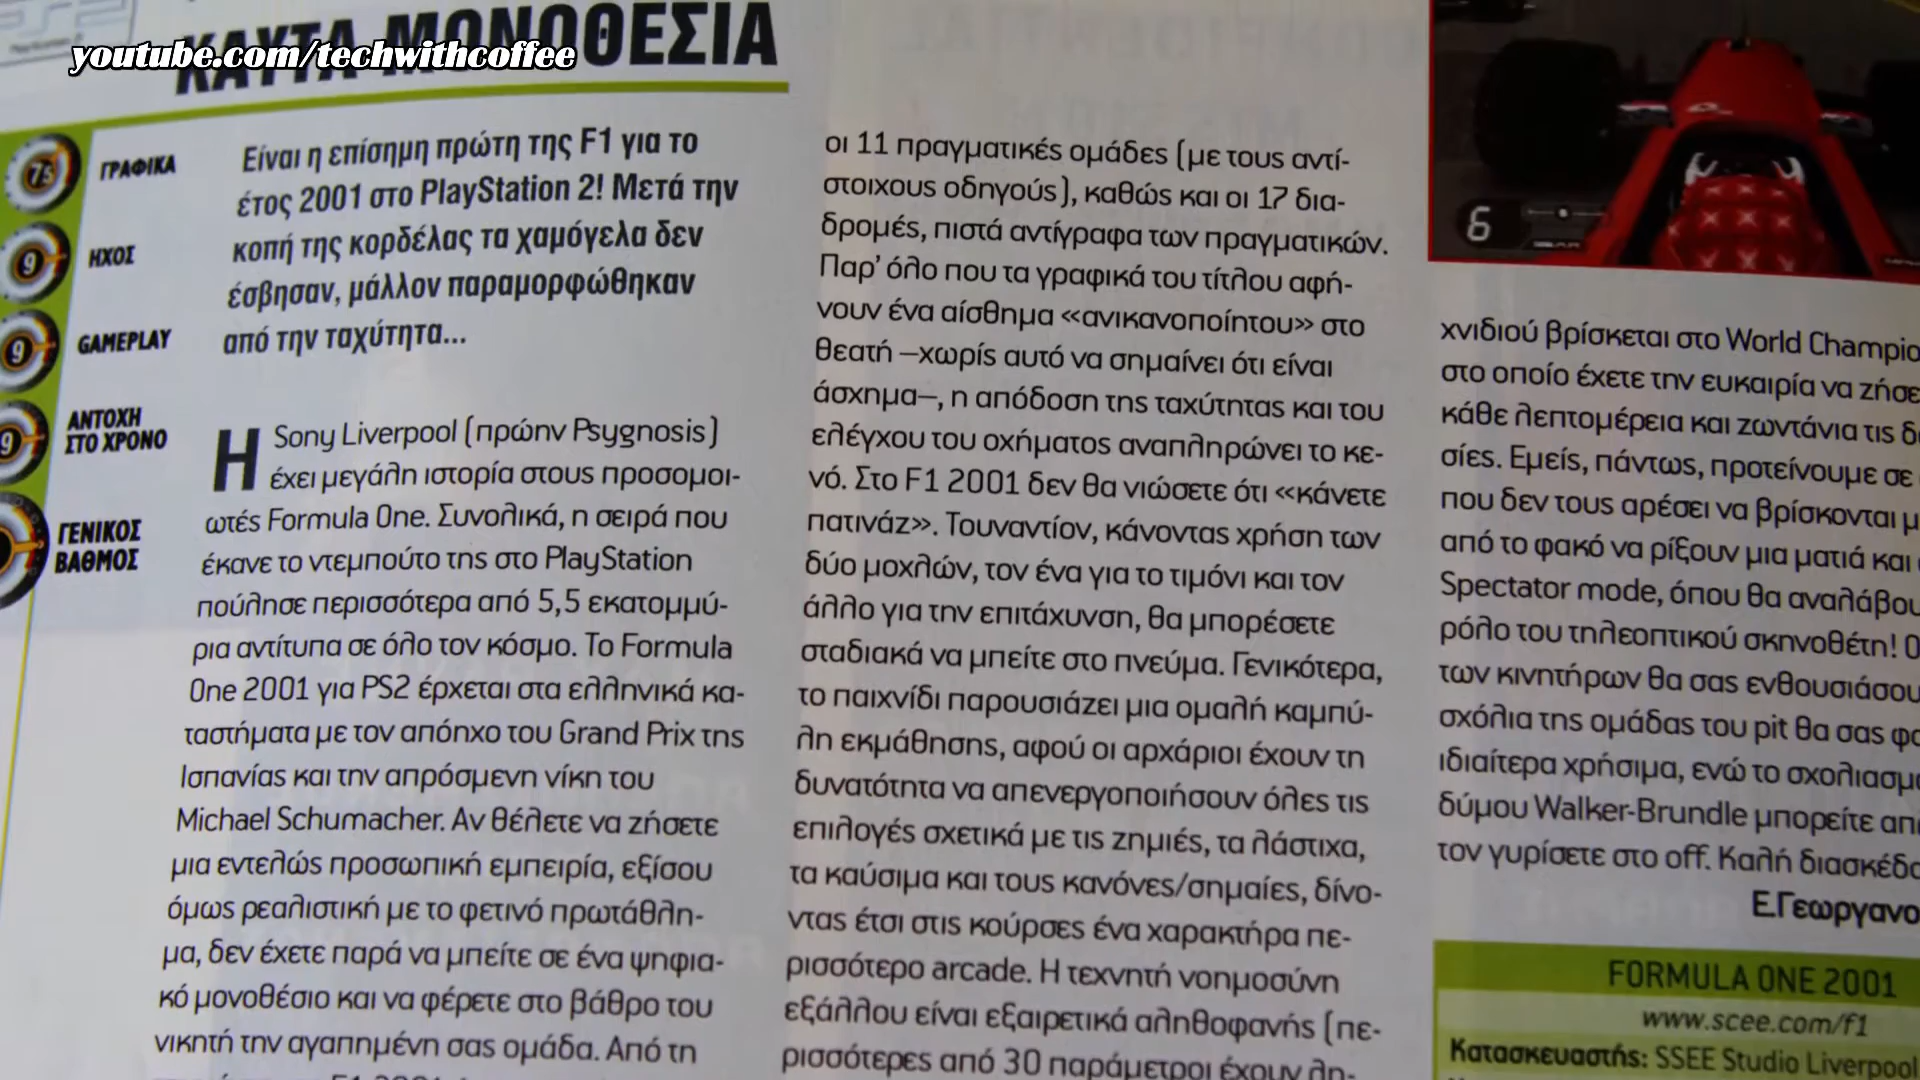 youtube.com/techwithcoffee
ΚΑΥΤΑ ΜΟΝΟΘΕΣΙΑ
7,5 ΓΡΑΦΙΚΑ
9 ΗΧΟΣ
9 GAMEPLAY
9 ΑΝΤΟΧΗ
ΣΤΟ ΧΡΟΝΟ
ΓΕΝΙΚΟΣ
ΒΑΘΜΟΣ
Είναι η επίσημη πρώτη της F1 για το
έτος 2001 στο PlayStation 2! Μετά την
κοπή της κορδέλας τα χαμόγελα δεν
έσβησαν, μάλλον παραμορφώθηκαν
από την ταχύτητα...
Η Sony Liverpool (πρώην Psygnosis)
έχει μεγάλη ιστορία στους προσομοι-
ωτές Formula One. Συνολικά, η σειρά που
έκανε το ντεμπούτο της στο PlayStation
πούλησε περισσότερα από 5,5 εκατομμύ-
ρια αντίτυπα σε όλο τον κόσμο. Το Formula
One 2001 για PS2 έρχεται στα ελληνικά κα-
ταστήματα με τον απόηχο του Grand Prix της
Ισπανίας και την απρόσμενη νίκη του
Michael Schumacher. Αν θέλετε να ζήσετε
μια εντελώς προσωπική εμπειρία, εξίσου
όμως ρεαλιστική με το φετινό πρωτάθλη-
μα, δεν έχετε παρά να μπείτε σε ένα ψηφια-
κό μονοθέσιο και να φέρετε στο βάθρο του
νικητή την αγαπημένη σας ομάδα. Από τη
οι 11 πραγματικές ομάδες (με τους αντί-
στοιχους οδηγούς), καθώς και οι 17 δια-
δρομές, πιστά αντίγραφα των πραγματικών.
Παρ' όλο που τα γραφικά του τίτλου αφή-
νουν ένα αίσθημα «ανικανοποίητου» στο
θεατή –χωρίς αυτό να σημαίνει ότι είναι
άσχημα–, η απόδοση της ταχύτητας και του
ελέγχου του οχήματος αναπληρώνει το κε-
νό. Στο F1 2001 δεν θα νιώσετε ότι «κάνετε
πατινάζ». Τουναντίον, κάνοντας χρήση των
δύο μοχλών, τον ένα για το τιμόνι και τον
άλλο για την επιτάχυνση, θα μπορέσετε
σταδιακά να μπείτε στο πνεύμα. Γενικότερα,
το παιχνίδι παρουσιάζει μια ομαλή καμπύ-
λη εκμάθησης, αφού οι αρχάριοι έχουν τη
δυνατότητα να απενεργοποιήσουν όλες τις
επιλογές σχετικά με τις ζημιές, τα λάστιχα,
τα καύσιμα και τους κανόνες/σημαίες, δίνο-
ντας έτσι στις κούρσες ένα χαρακτήρα πε-
ρισσότερο arcade. Η τεχνητή νοημοσύνη
εξάλλου είναι εξαιρετικά αληθοφανής (πε-
ρισσότερες από 30 παράμετροι έχουν λη-
6
χνιδιού βρίσκεται στο World Champio
στο οποίο έχετε την ευκαιρία να ζήσε
κάθε λεπτομέρεια και ζωντάνια τις δ
σίες. Εμείς, πάντως, προτείνουμε σε
που δεν τους αρέσει να βρίσκονται μ
από το φακό να ρίξουν μια ματιά και
Spectator mode, όπου θα αναλάβου
ρόλο του τηλεοπτικού σκηνοθέτη! Ο
των κινητήρων θα σας ενθουσιάσου
σχόλια της ομάδας του pit θα σας φα
ιδιαίτερα χρήσιμα, ενώ το σχολιασμ
δύμου Walker-Brundle μπορείτε απ
τον γυρίσετε στο off. Καλή διασκέδα
Ε.Γεωργανο
FORMULA ONE 2001
www.scee.com/f1
Κατασκευαστής: SSEE Studio Liverpool